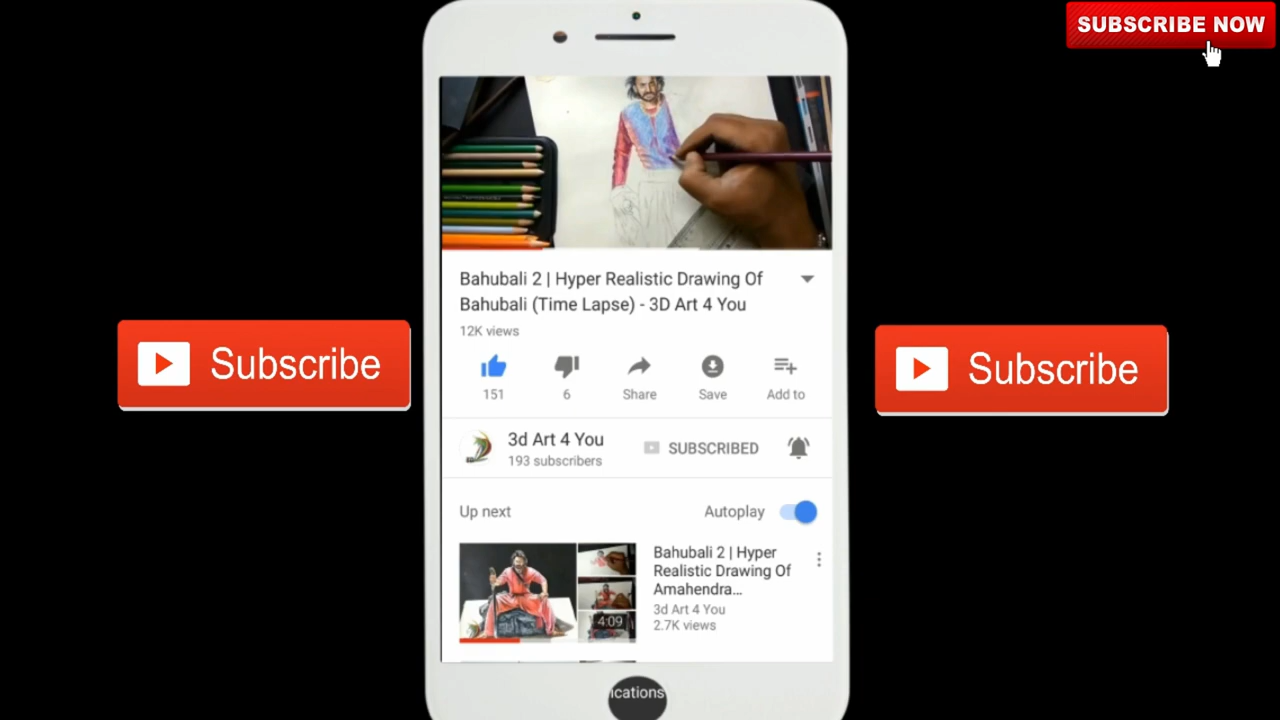 SUBSCRIBE NOW
Bahubali 2 | Hyper Realistic Drawing Of
Bahubali (Time Lapse) - 3D Art 4 You
12K views
151
6
Share
Save
Add to
Subscribe
Subscribe
3d Art 4 You
193 subscribers
SUBSCRIBED
Up next
Autoplay
Bahubali 2 | Hyper
Realistic Drawing Of
Amahendra...
3d Art 4 You
2.7K views
4:09
ications